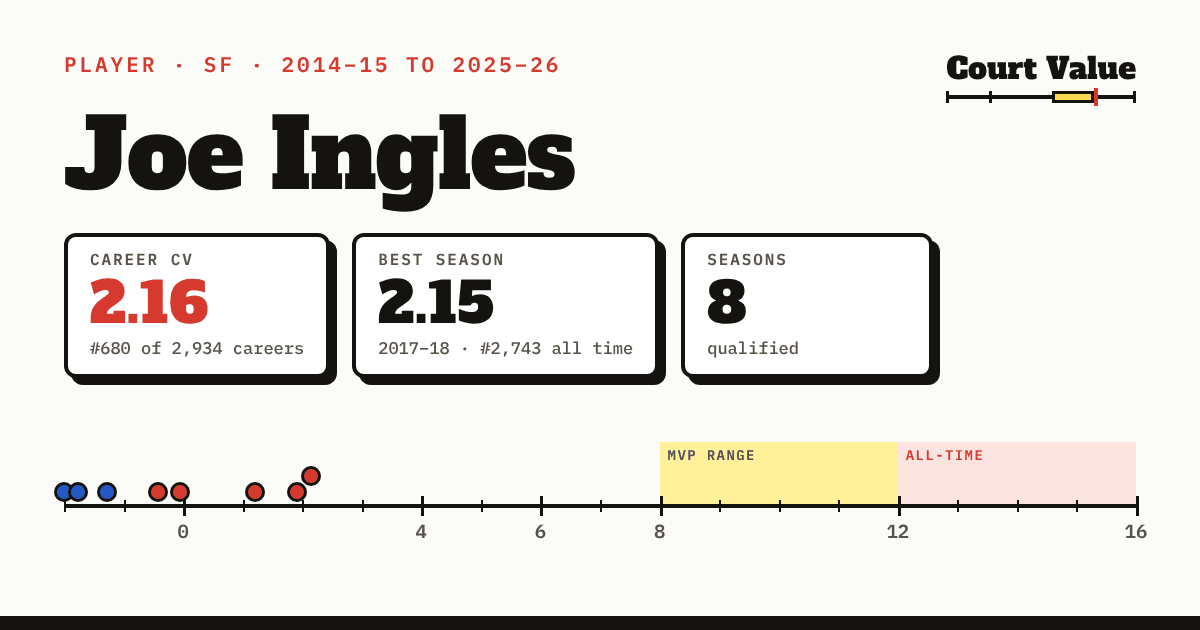 PLAYER · SF · 2014–15 TO 2025–26
Court Value
Joe Ingles
CAREER CV
2.16
#680 of 2,934 careers
BEST SEASON
2.15
2017–18 · #2,743 all time
SEASONS
8
qualified
MVP RANGE
ALL-TIME
0 4 6 8 12 16